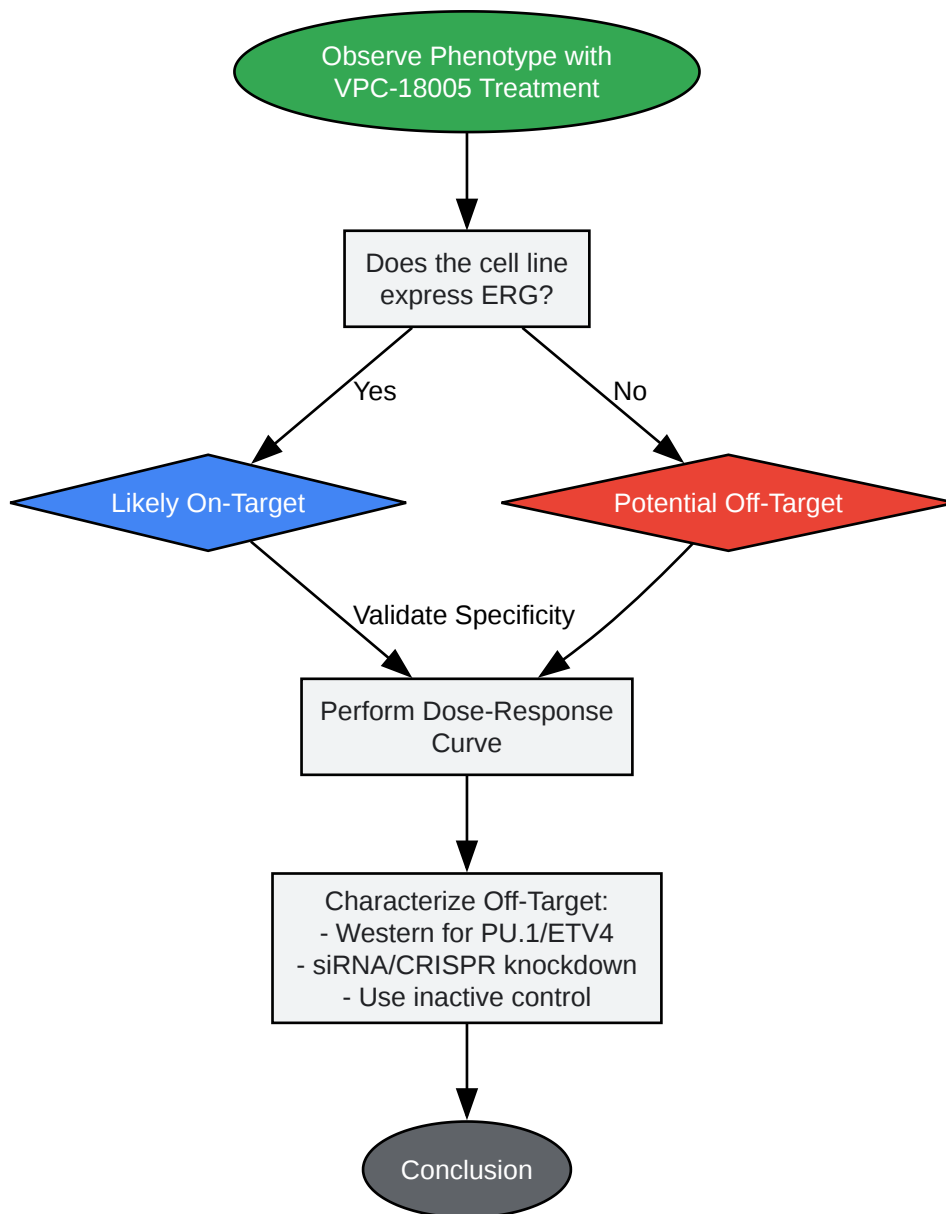 Observe Phenotype with
VPC-18005 Treatment
Does the cell line
express ERG?
Yes
No
Likely On-Target
Potential Off-Target
Validate Specificity
Perform Dose-Response
Curve
Characterize Off-Target:
- Western for PU.1/ETV4
- siRNA/CRISPR knockdown
- Use inactive control
Conclusion